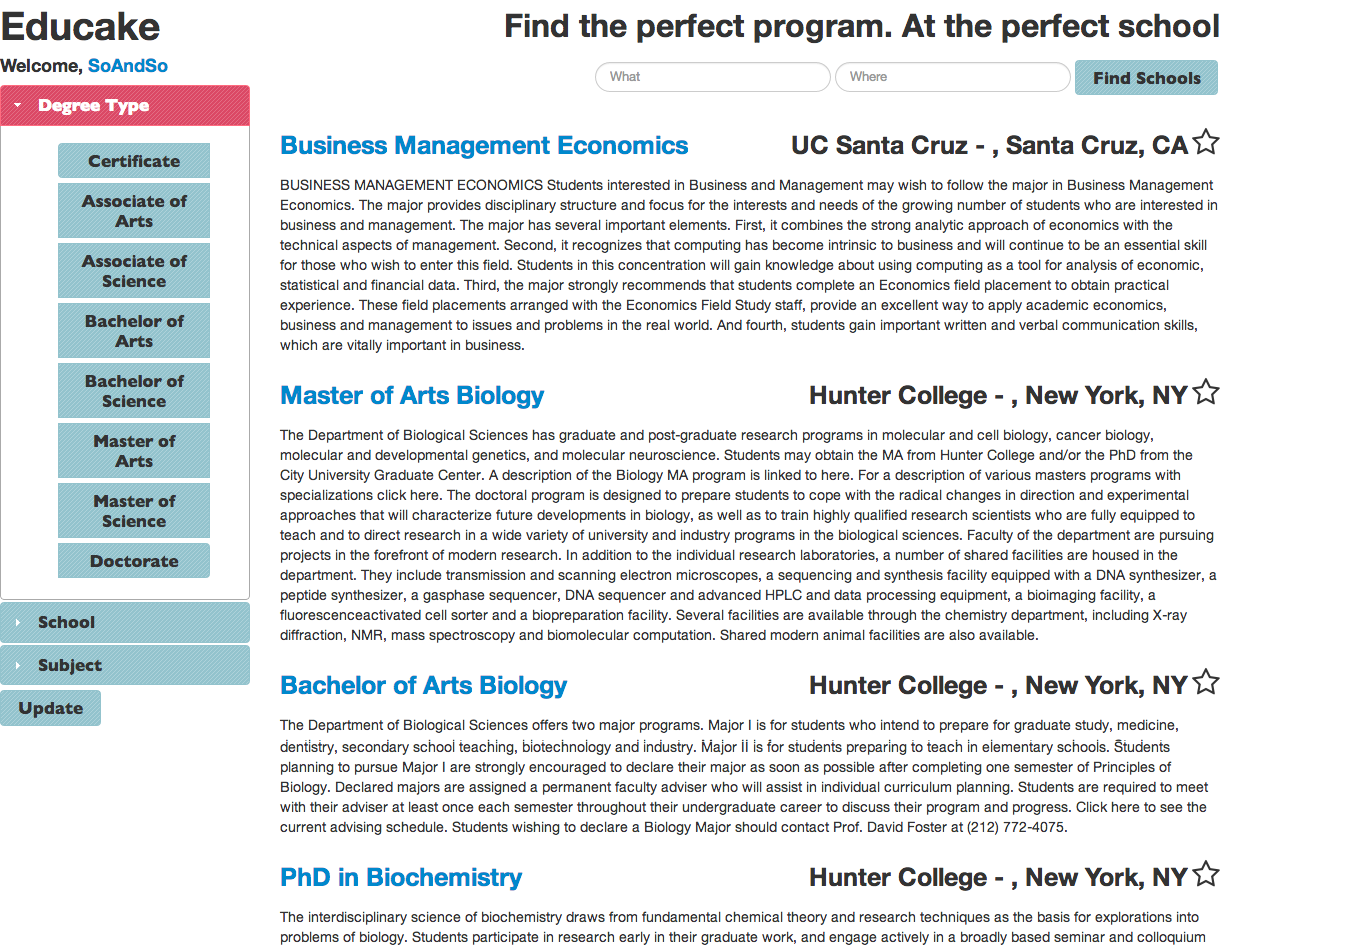 Educake
Find the perfect program. At the perfect school
Welcome, SoAndSo
What
Where
Find Schools
Degree Type
Certificate
Associate of
Arts
Associate of
Science
Bachelor of
Arts
Bachelor of
Science
Master of
Arts
Master of
Science
Doctorate
School
Subject
Update
Business Management Economics
UC Santa Cruz - , Santa Cruz, CA
BUSINESS MANAGEMENT ECONOMICS Students interested in Business and Management may wish to follow the major in Business Management
Economics. The major provides disciplinary structure and focus for the interests and needs of the growing number of students who are interested in
business and management. The major has several important elements. First, it combines the strong analytic approach of economics with the
technical aspects of management. Second, it recognizes that computing has become intrinsic to business and will continue to be an essential skill
for those who wish to enter this field. Students in this concentration will gain knowledge about using computing as a tool for analysis of economic,
statistical and financial data. Third, the major strongly recommends that students complete an Economics field placement to obtain practical
experience. These field placements arranged with the Economics Field Study staff, provide an excellent way to apply academic economics,
business and management to issues and problems in the real world. And fourth, students gain important written and verbal communication skills,
which are vitally important in business.
Master of Arts Biology
Hunter College - , New York, NY
The Department of Biological Sciences has graduate and post-graduate research programs in molecular and cell biology, cancer biology,
molecular and developmental genetics, and molecular neuroscience. Students may obtain the MA from Hunter College and/or the PhD from the
City University Graduate Center. A description of the Biology MA program is linked to here. For a description of various masters programs with
specializations click here. The doctoral program is designed to prepare students to cope with the radical changes in direction and experimental
approaches that will characterize future developments in biology, as well as to train highly qualified research scientists who are fully equipped to
teach and to direct research in a wide variety of university and industry programs in the biological sciences. Faculty of the department are pursuing
projects in the forefront of modern research. In addition to the individual research laboratories, a number of shared facilities are housed in the
department. They include transmission and scanning electron microscopes, a sequencing and synthesis facility equipped with a DNA synthesizer, a
peptide synthesizer, a gasphase sequencer, DNA sequencer and advanced HPLC and data processing equipment, a bioimaging facility, a
fluorescenceactivated cell sorter and a biopreparation facility. Several facilities are available through the chemistry department, including X-ray
diffraction, NMR, mass spectroscopy and biomolecular computation. Shared modern animal facilities are also available.
Bachelor of Arts Biology
Hunter College - , New York, NY
The Department of Biological Sciences offers two major programs. Major I is for students who intend to prepare for graduate study, medicine,
dentistry, secondary school teaching, biotechnology and industry. Major II is for students preparing to teach in elementary schools. Students
planning to pursue Major I are strongly encouraged to declare their major as soon as possible after completing one semester of Principles of
Biology. Declared majors are assigned a permanent faculty adviser who will assist in individual curriculum planning. Students are required to meet
with their adviser at least once each semester throughout their undergraduate career to discuss their program and progress. Click here to see the
current advising schedule. Students wishing to declare a Biology Major should contact Prof. David Foster at (212) 772-4075.
PhD in Biochemistry
Hunter College - , New York, NY
The interdisciplinary science of biochemistry draws from fundamental chemical theory and research techniques as the basis for explorations into
problems of biology. Students participate in research early in their graduate work, and engage actively in a broadly based seminar and colloquium